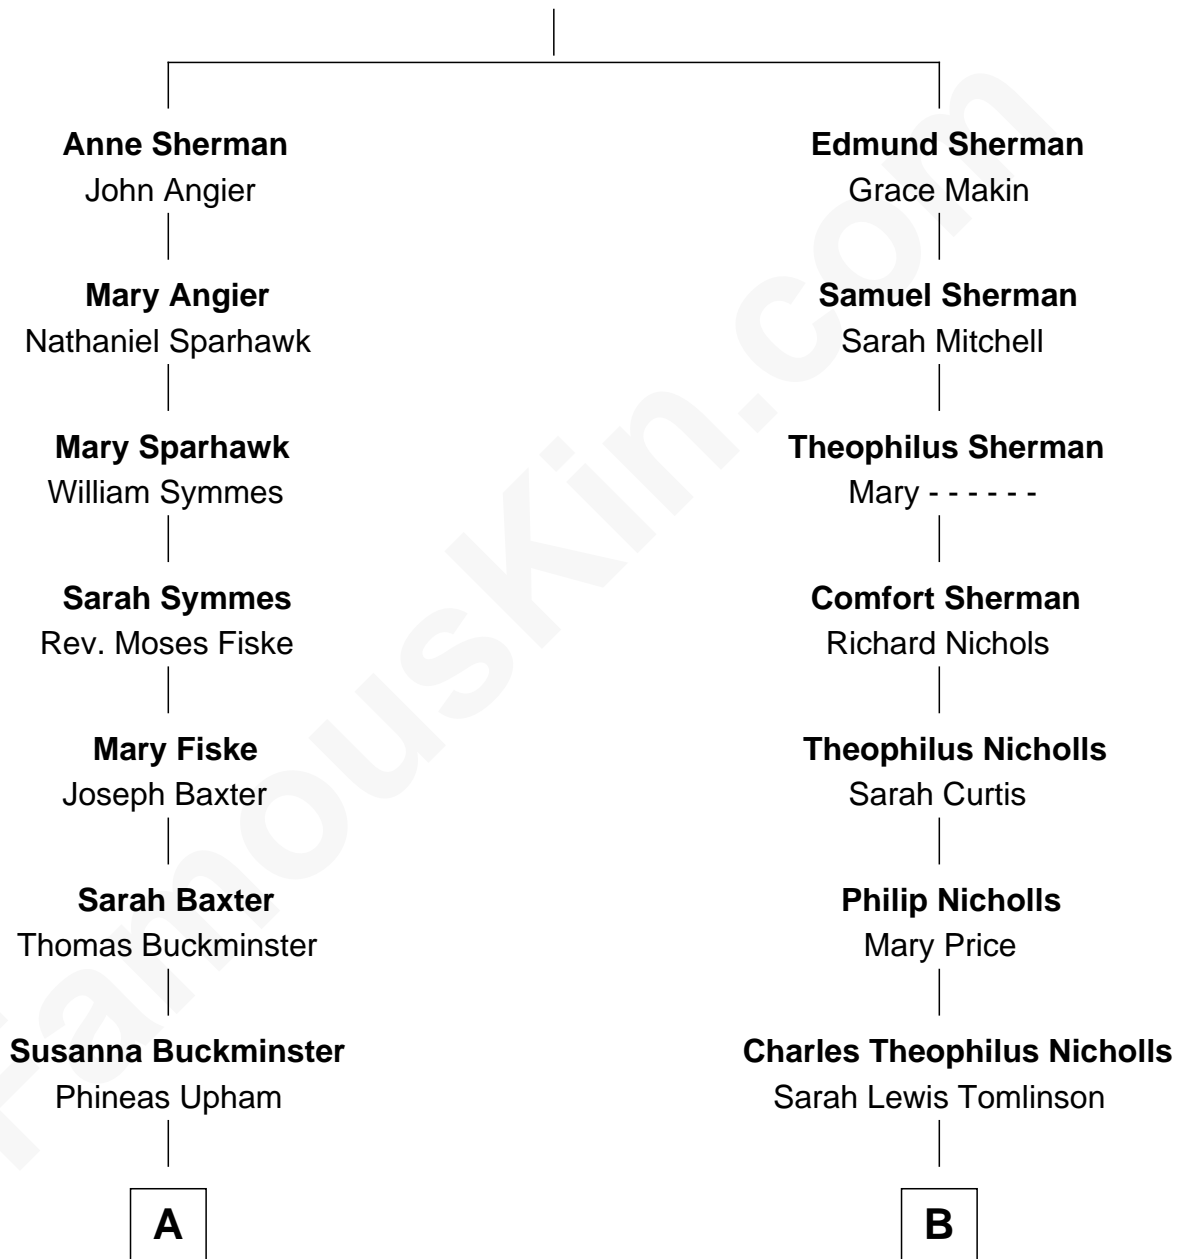 Anne Sherman
John Angier
Mary Angier
Nathaniel Sparhawk
Mary Sparhawk
William Symmes
Sarah Symmes
Rev. Moses Fiske
Mary Fiske
Joseph Baxter
Sarah Baxter
Thomas Buckminster
Susanna Buckminster
Phineas Upham
A
Edmund Sherman
Grace Makin
Samuel Sherman
Sarah Mitchell
Theophilus Sherman
Mary - - - - - -
Comfort Sherman
Richard Nichols
Theophilus Nicholls
Sarah Curtis
Philip Nicholls
Mary Price
Charles Theophilus Nicholls
Sarah Lewis Tomlinson
B
FamousKin.com